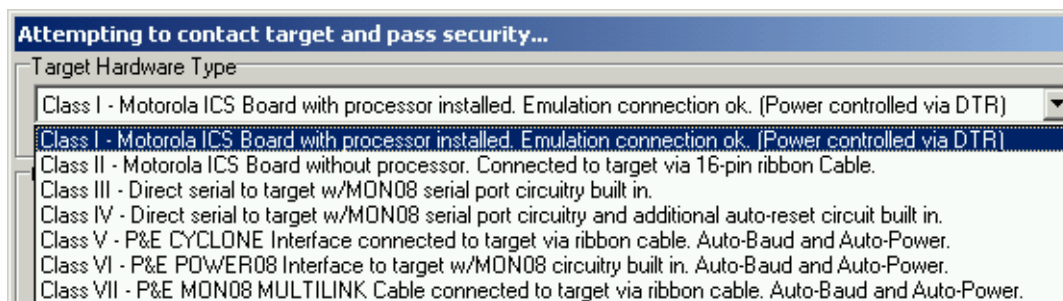 Attempting to contact target and pass security...
Target Hardware Type
Class I - Motorola ICS Board with processor installed. Emulation connection ok. (Power controlled via DTR)
Class I - Motorola ICS Board with processor installed. Emulation connection ok. (Power controlled via DTR)
Class II - Motorola ICS Board without processor. Connected to target via 16-pin ribbon Cable.
Class III - Direct serial to target w/MON08 serial port circuitry built in.
Class IV - Direct serial to target w/MON08 serial port circuitry and additional auto-reset circuit built in.
Class V - P&E CYCLONE Interface connected to target via ribbon cable. Auto-Baud and Auto-Power.
Class VI - P&E POWER08 Interface to target w/MON08 circuitry built in. Auto-Baud and Auto-Power.
Class VII - P&E MON08 MULTILINK Cable connected to target via ribbon cable. Auto-Baud and Auto-Power.